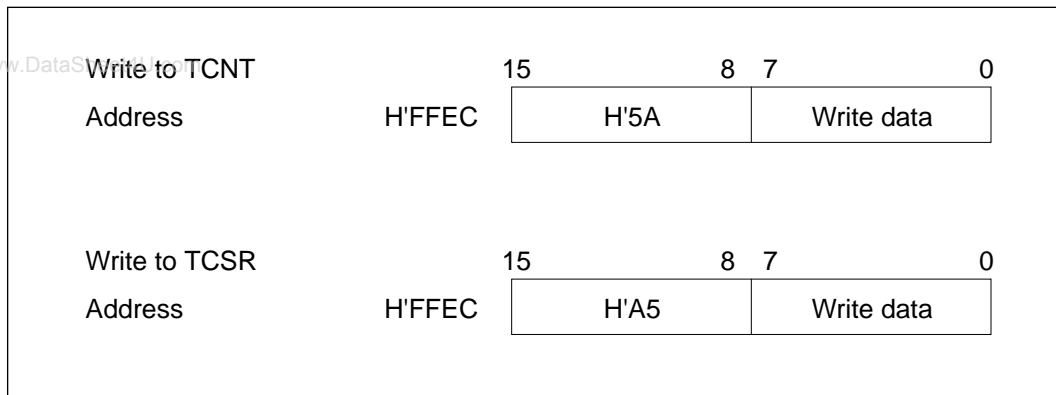 Write to TCNT 15 8 7 0
Address H'FFEC H'5A Write data
Write to TCSR 15 8 7 0
Address H'FFEC H'A5 Write data